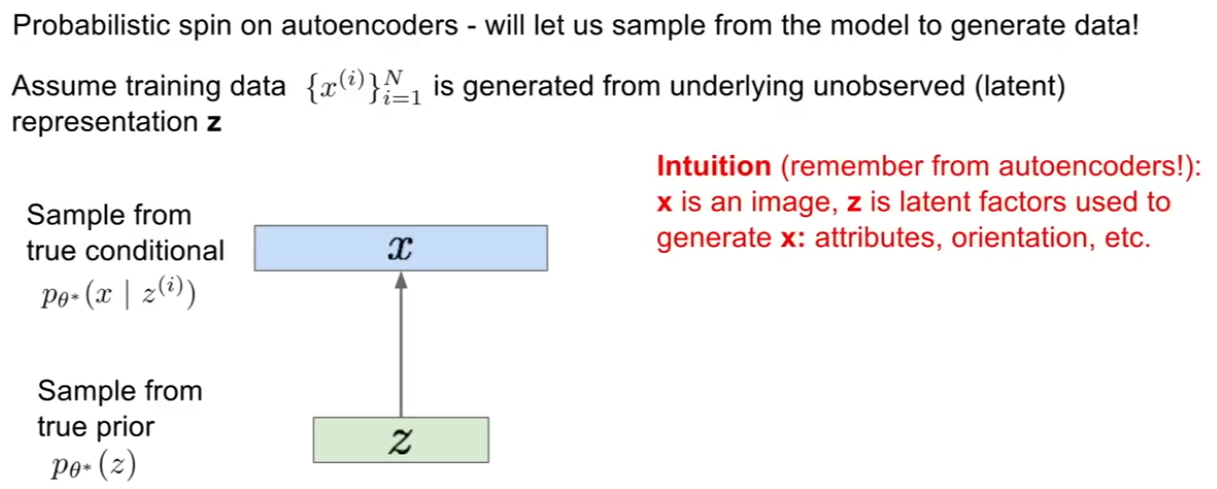 Probabilistic spin on autoencoders - will let us sample from the model to generate data!
Assume training data $\{x^{(i)}\}_{i=1}^{N}$ is generated from underlying unobserved (latent)
representation z
Intuition (remember from autoencoders!):
x is an image, z is latent factors used to
generate x: attributes, orientation, etc.
Sample from
true conditional
$p_{\theta^*}(x \mid z^{(i)})$
x
Sample from
true prior
$p_{\theta^*}(z)$
z